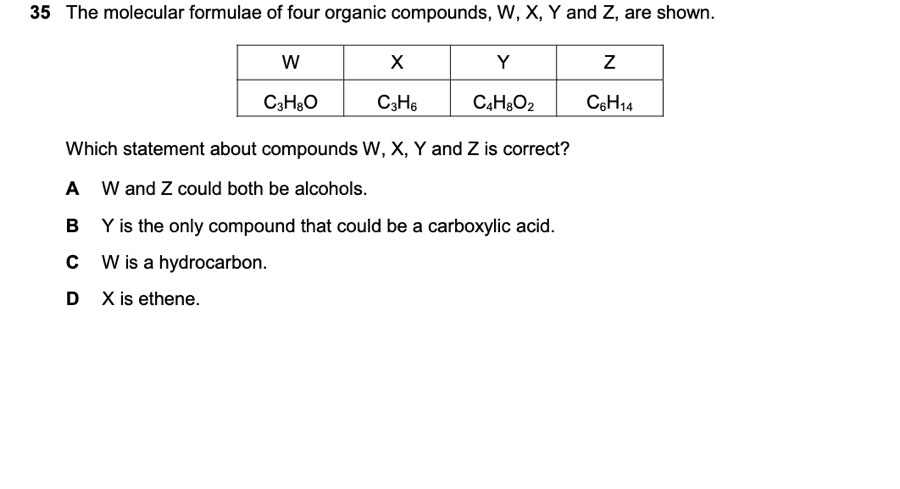 35 The molecular formulae of four organic compounds, W, X, Y and Z, are shown.
W X Y Z
C₃H₈O C₃H₆ C₄H₈O₂ C₆H₁₄
Which statement about compounds W, X, Y and Z is correct?
A W and Z could both be alcohols.
B Y is the only compound that could be a carboxylic acid.
C W is a hydrocarbon.
D X is ethene.